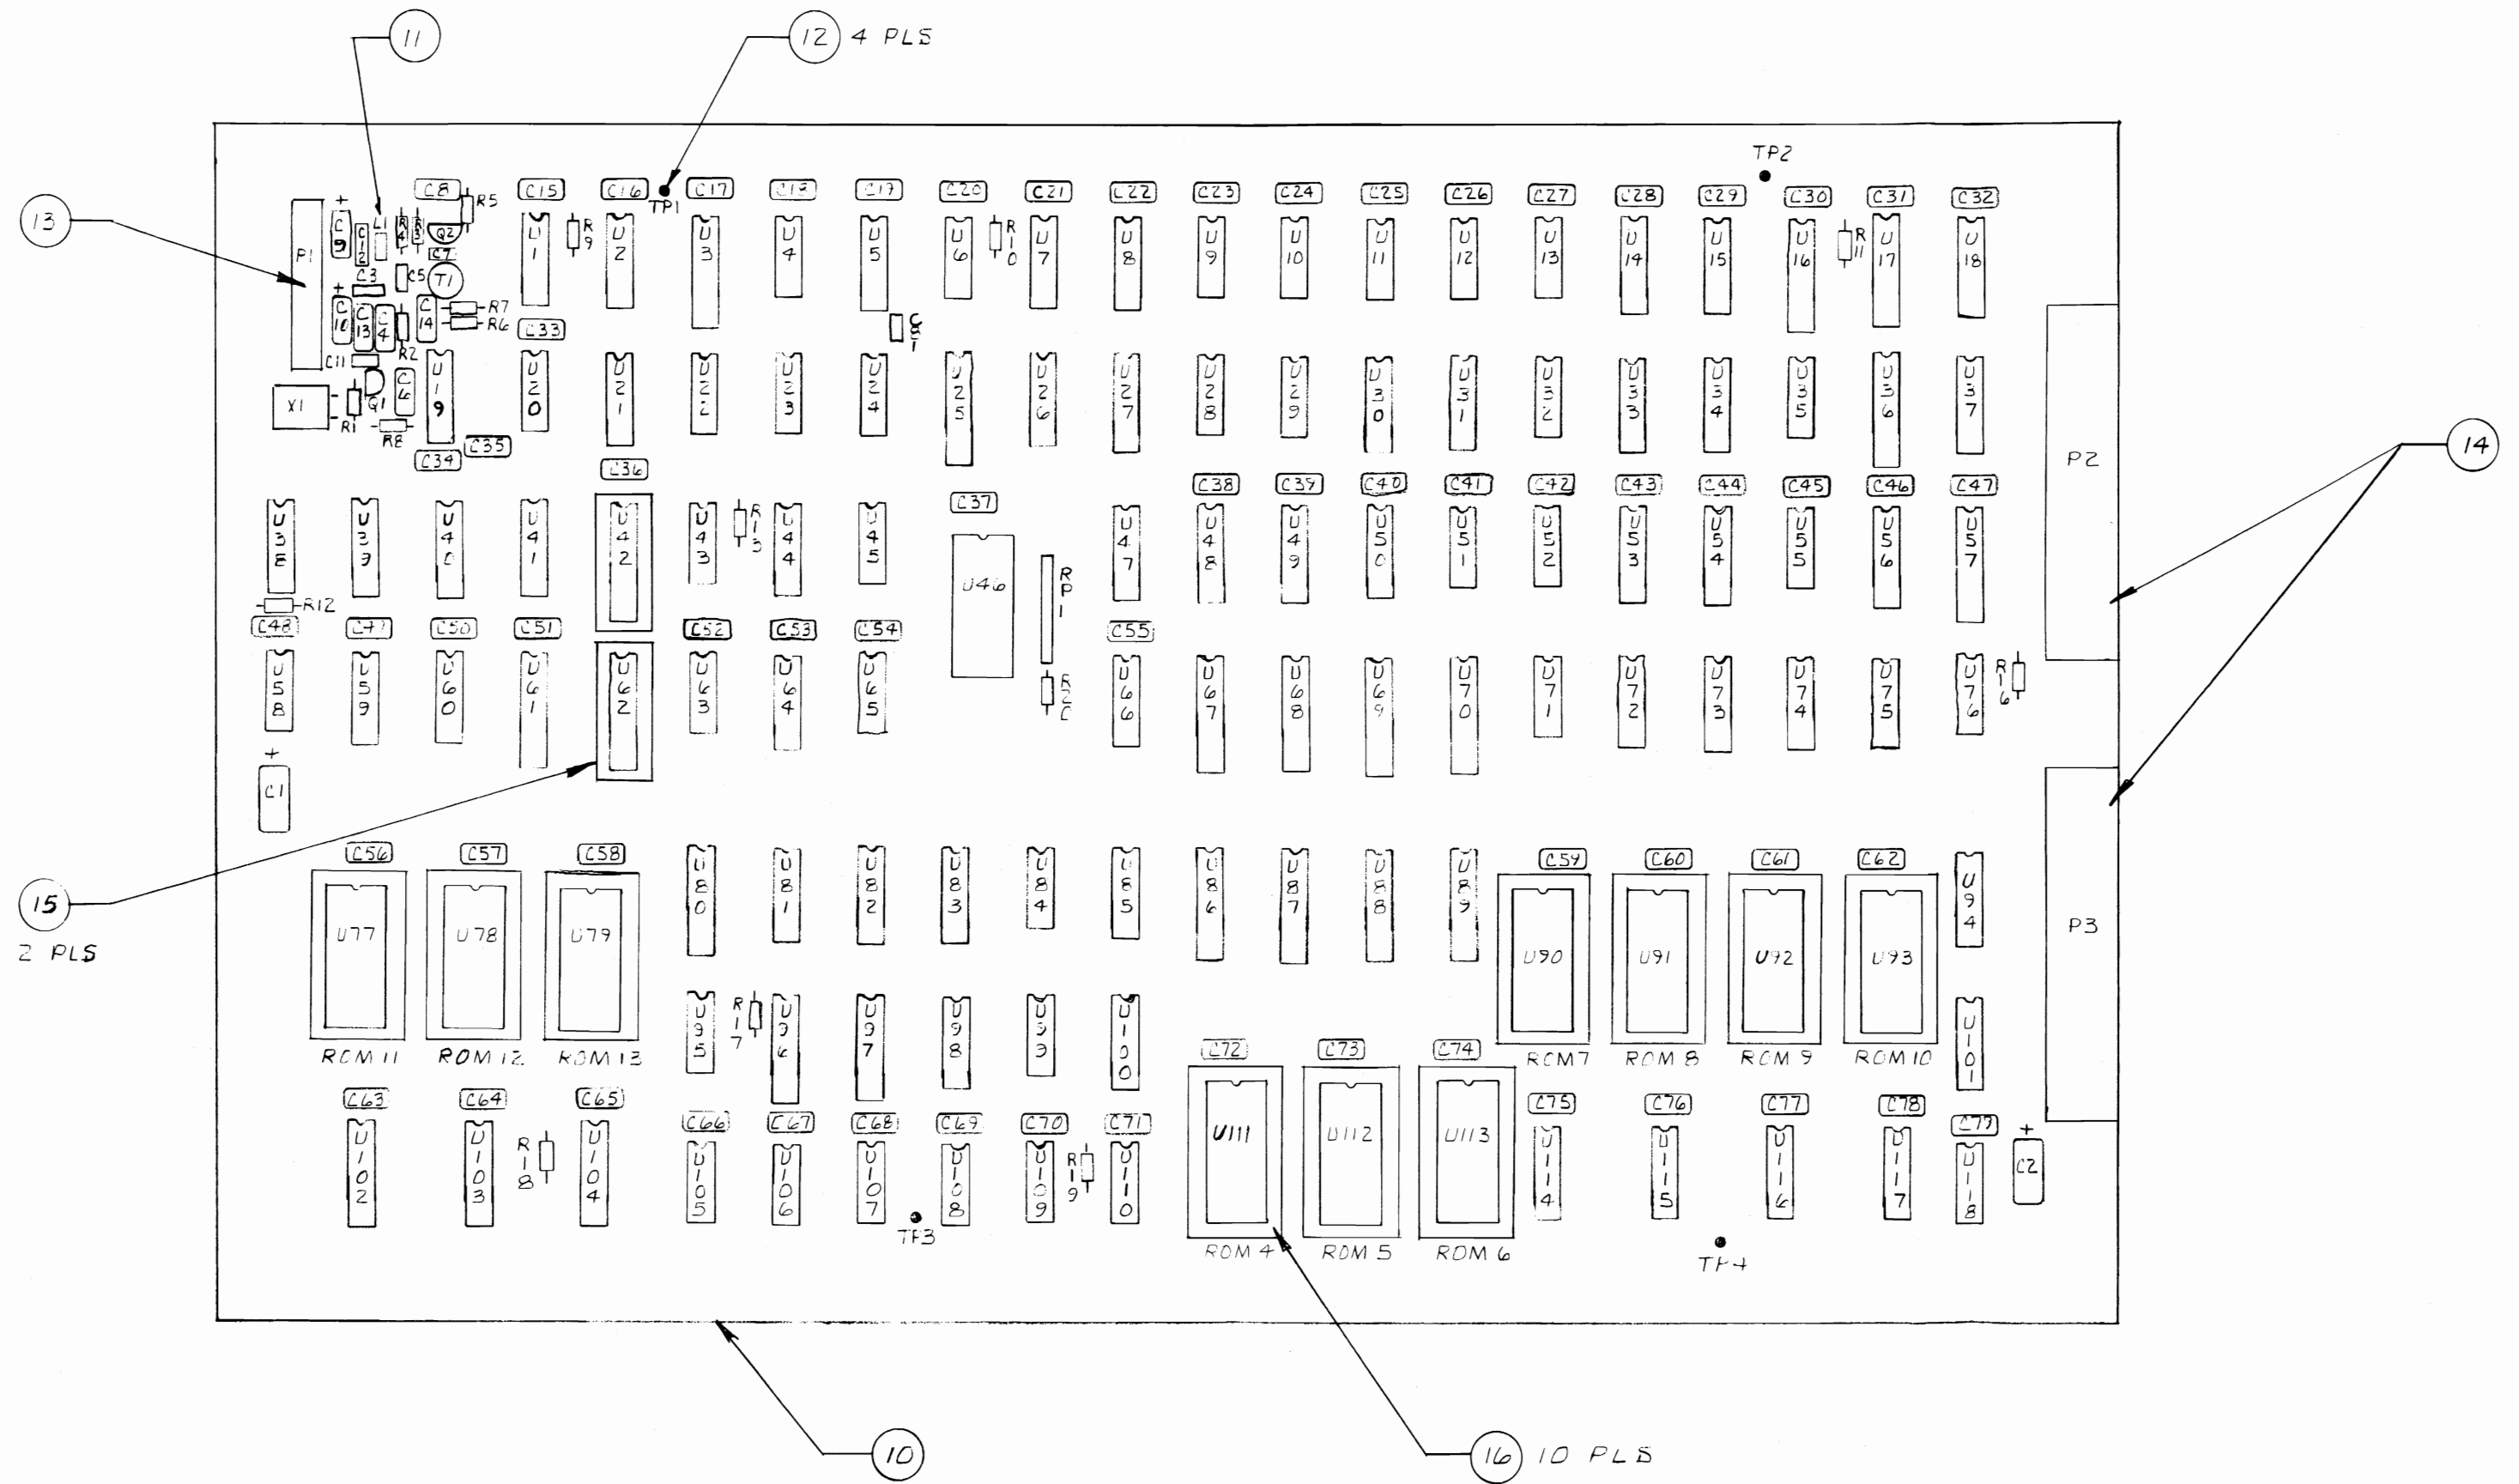 11
12 4 PLS
TP2
C8 R5 C15 C16 TP1 C17 C18 C19 C20 C21 C22 C23 C24 C25 C26 C27 C28 C29 C30 C31 C32
13
P1 + C9 C12 L1 R4 R3 Q2 C7 U1 R9 U2 U3 U4 U5 U6 R10 U7 U8 U9 U10 U11 U12 U13 U14 U15 U16 R11 U17 U18
C3 C5 T1
+ C10 C13 C4 R2 C14 R7 R6 C33 C81
C11
X1 R1 Q1 C6 R8 U19 U20 U21 U22 U23 U24 U25 U26 U27 U28 U29 U30 U31 U32 U33 U34 U35 U36 U37
C34 C35 C36
14
P2
C37 C38 C39 C40 C41 C42 C43 C44 C45 C46 C47
U38 U39 U40 U41 U42 U43 R13 U44 U45 U46 RP1 U47 U48 U49 U50 U51 U52 U53 U54 U55 U56 U57
R12
C48 C49 C50 C51 C52 C53 C54 C55
U58 U59 U60 U61 U62 U63 U64 U65 R20 U66 U67 U68 U69 U70 U71 U72 U73 U74 U75 U76 R16
+
C1
C56 C57 C58 C59 C60 C61 C62
15
2 PLS
U77 U78 U79 U80 U81 U82 U83 U84 U85 U86 U87 U88 U89 U90 U91 U92 U93 U94
P3
ROM 11 ROM 12 ROM 13 U95 R17 U96 U97 U98 U99 U100 ROM 7 ROM 8 ROM 9 ROM 10 U101
C72 C73 C74
C63 C64 C65 C66 C67 C68 C69 C70 C71 C75 C76 C77 C78 C79
+
C2
U102 U103 R18 U104 U105 U106 U107 U108 U109 R19 U110 U111 U112 U113 U114 U115 U116 U117 U118
TP3 ROM 4 ROM 5 ROM 6 TP4
10
16 10 PLS